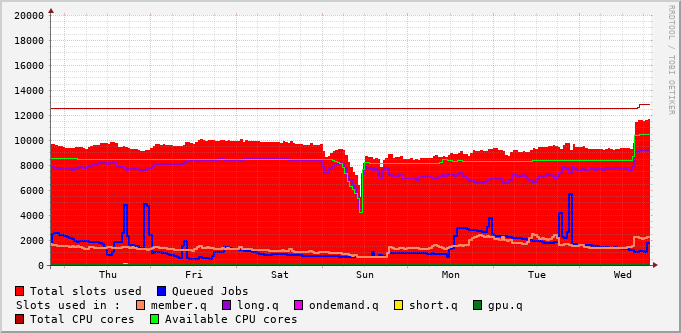 20000
18000
16000
14000
12000
10000
8000
6000
4000
2000
0
Thu Fri Sat Sun Mon Tue Wed
RRDTOOL / TOBI OETIKER
Total slots used Queued Jobs
Slots used in : member.q long.q ondemand.q short.q gpu.q
Total CPU cores Available CPU cores